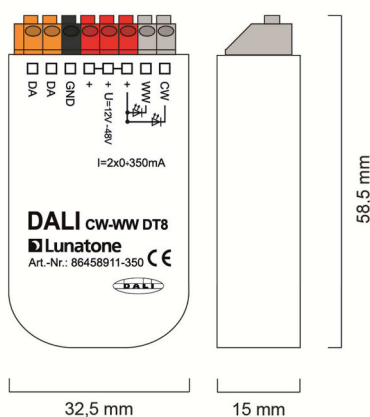 DA DA GND + + + WW CW
U=12V-48V
I=2x0÷350mA
DALI CW-WW DT8
Lunatone
Art.-Nr.: 86458911-350 CE
DALI
58.5 mm
32,5 mm
15 mm